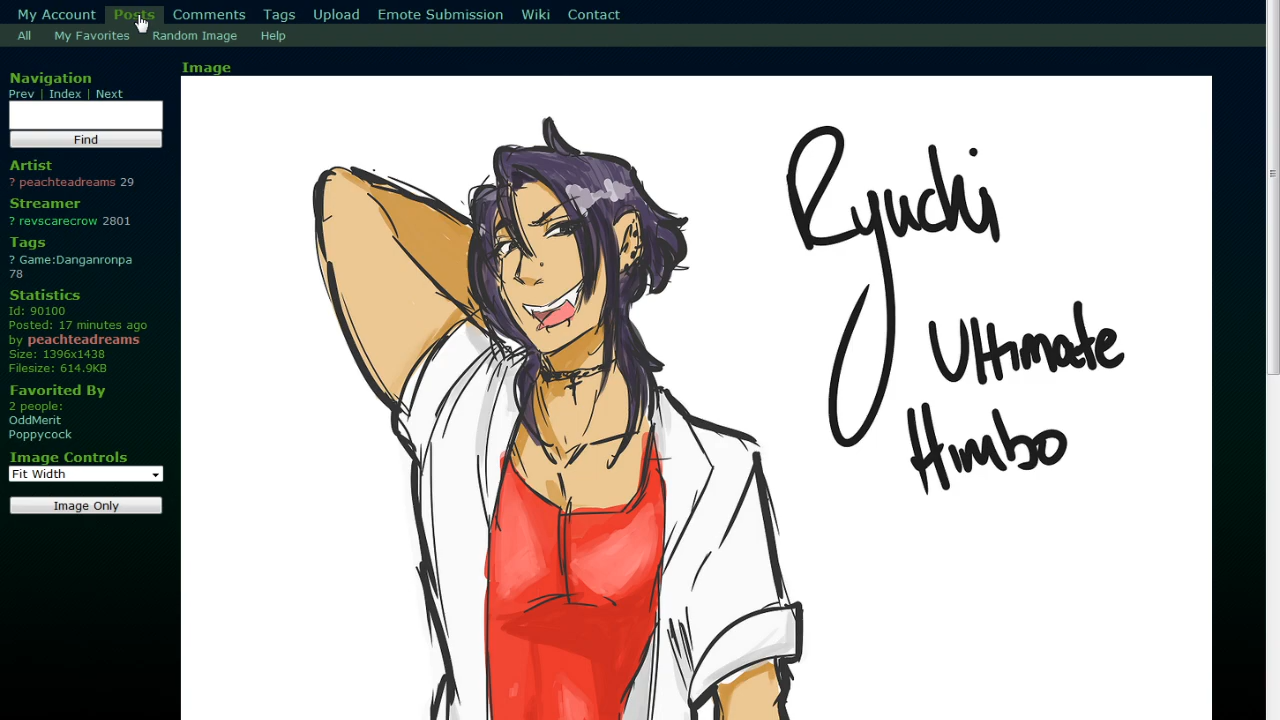 My Account Posts Comments Tags Upload Emote Submission Wiki Contact
All My Favorites Random Image Help
Navigation
Prev | Index | Next
Find
Artist
? peachteadreams 29
Streamer
? revscarecrow 2801
Tags
? Game:Danganronpa
78
Statistics
Id: 90100
Posted: 17 minutes ago
by peachteadreams
Size: 1396x1438
Filesize: 614.9KB
Favorited By
2 people:
OddMerit
Poppycock
Image Controls
Fit Width
Image Only
Image
Ryuchi
Ultimate
Himbo